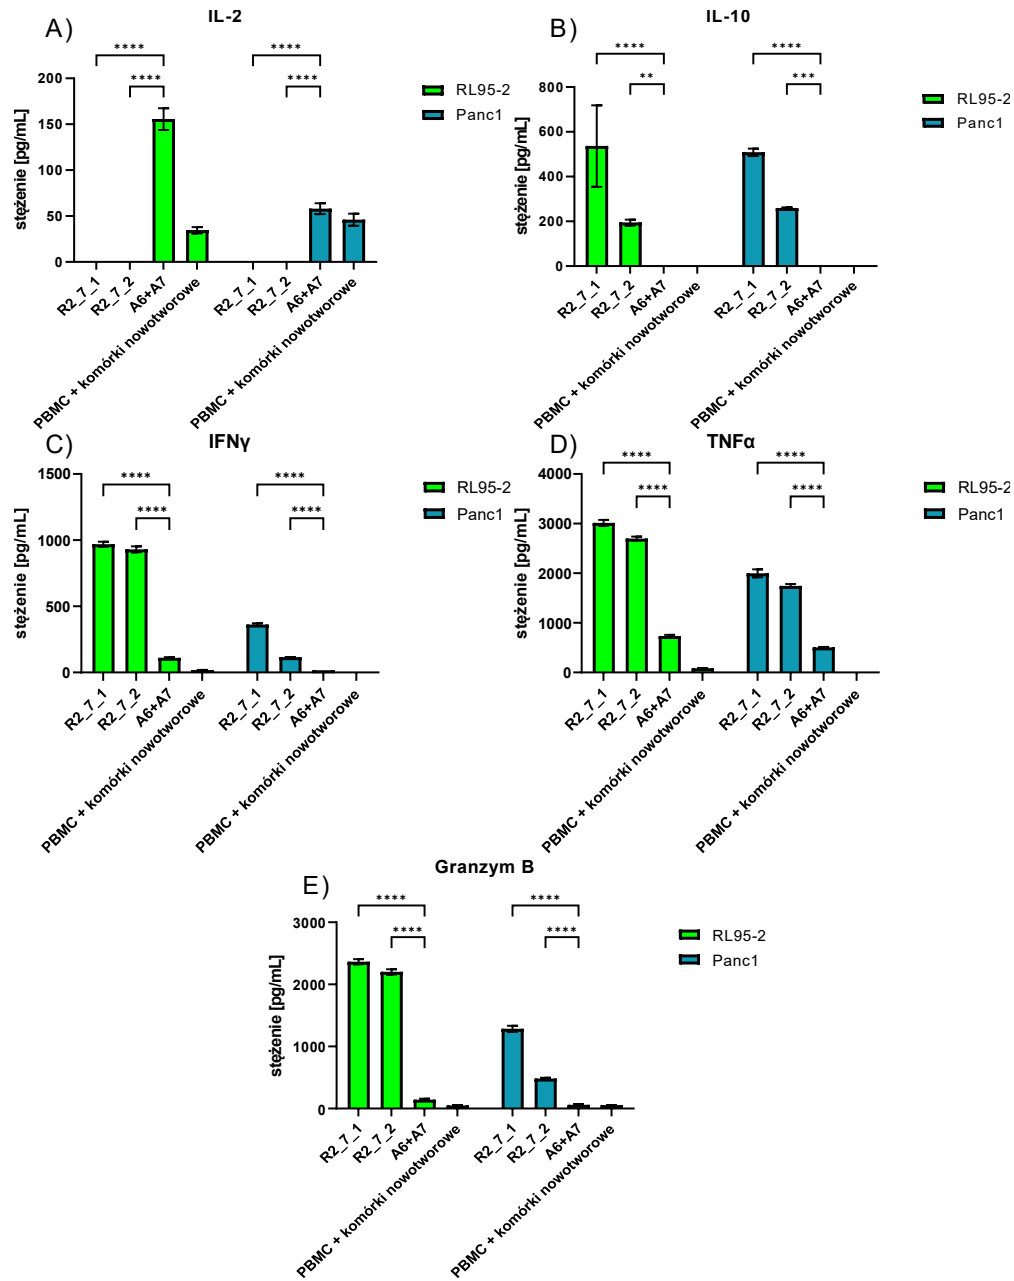 A)
IL-2
****
****
****
****
stężenie [pg/mL]
200
150
100
50
0
R2_7_1
R2_7_2
A6+A7
PBMC + komórki nowotworowe
R2_7_1
R2_7_2
A6+A7
PBMC + komórki nowotworowe
RL95-2
Panc1
B)
IL-10
****
**
****
***
stężenie [pg/mL]
800
600
400
200
0
R2_7_1
R2_7_2
A6+A7
PBMC + komórki nowotworowe
R2_7_1
R2_7_2
A6+A7
PBMC + komórki nowotworowe
RL95-2
Panc1
C)
IFNγ
****
****
****
****
stężenie [pg/mL]
1500
1000
500
0
R2_7_1
R2_7_2
A6+A7
PBMC + komórki nowotworowe
R2_7_1
R2_7_2
A6+A7
PBMC + komórki nowotworowe
RL95-2
Panc1
D)
TNFα
****
****
****
****
stężenie [pg/mL]
4000
3000
2000
1000
0
R2_7_1
R2_7_2
A6+A7
PBMC + komórki nowotworowe
R2_7_1
R2_7_2
A6+A7
PBMC + komórki nowotworowe
RL95-2
Panc1
E)
Granzym B
****
****
****
****
stężenie [pg/mL]
3000
2000
1000
0
R2_7_1
R2_7_2
A6+A7
PBMC + komórki nowotworowe
R2_7_1
R2_7_2
A6+A7
PBMC + komórki nowotworowe
RL95-2
Panc1